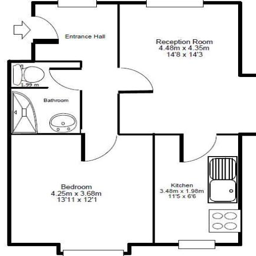 Entrance Hall
Reception Room
4.48m x 4.35m
14'8 x 14'3
Bathroom
Bedroom
4.25m x 3.68m
13'11 x 12'1
Kitchen
3.48m x 1.98m
11'5 x 6'6